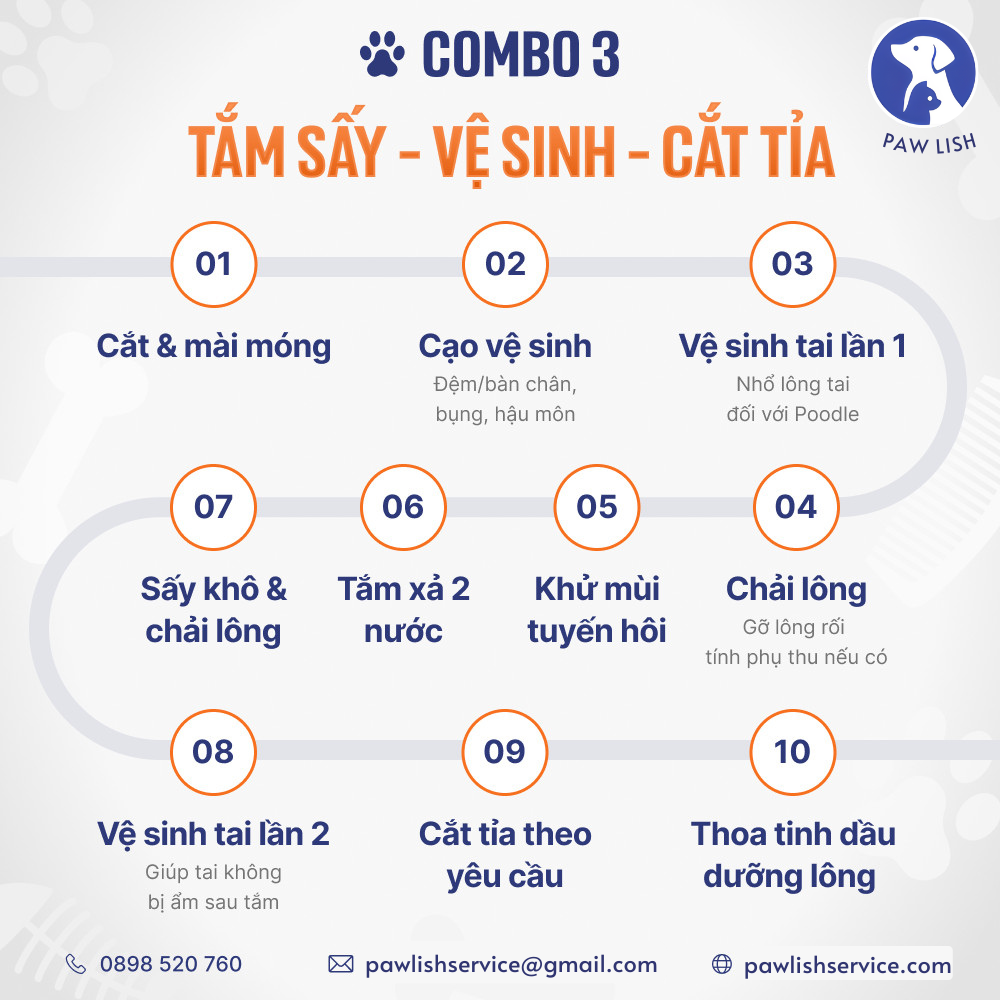 COMBO 3
PAW LISH
TẮM SẤY - VỆ SINH - CẮT TỈA
01
Cắt & mài móng
02
Cạo vệ sinh
Đệm/bàn chân,
bụng, hậu môn
03
Vệ sinh tai lần 1
Nhổ lông tai
đối với Poodle
04
Chải lông
Gỡ lông rối
tính phụ thu nếu có
05
Khử mùi
tuyến hôi
06
Tắm xả 2
nước
07
Sấy khô &
chải lông
08
Vệ sinh tai lần 2
Giúp tai không
bị ẩm sau tắm
09
Cắt tỉa theo
yêu cầu
10
Thoa tinh dầu
dưỡng lông
0898 520 760
pawlishservice@gmail.com
pawlishservice.com